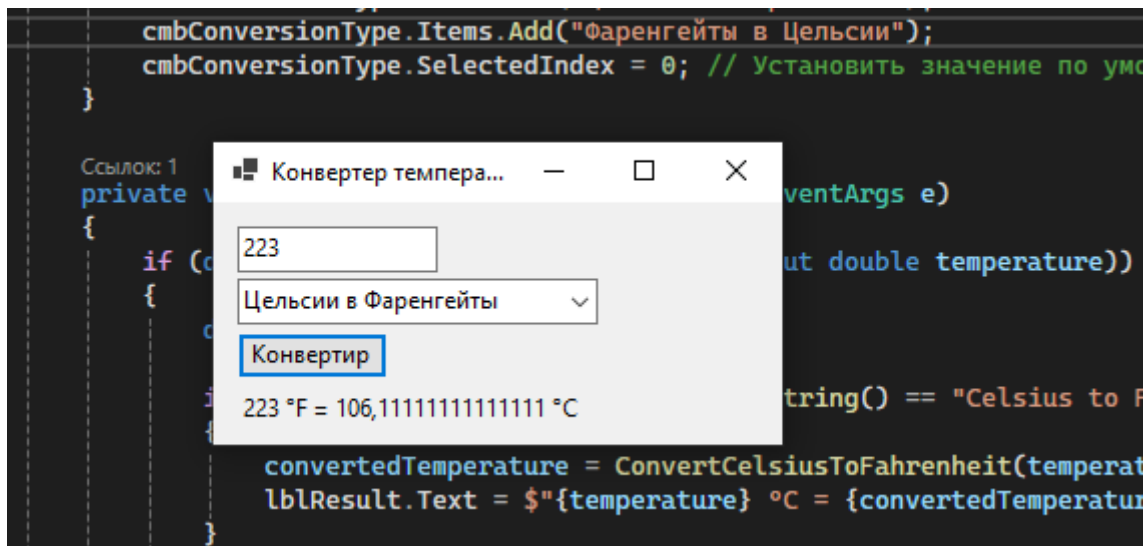 cmbConversionType.Items.Add("Фаренгейты в Цельсии");
cmbConversionType.SelectedIndex = 0; // Установить значение по умо
}
Ссылок: 1
private ventArgs e)
{
if ( ut double temperature))
{
tring() == "Celsius to F
{
convertedTemperature = ConvertCelsiusToFahrenheit(temperat
lblResult.Text = $"{temperature} °C = {convertedTemperatur
}
Конвертер темпера...
223
Цельсии в Фаренгейты
Конвертир
223 °F = 106,11111111111111 °C